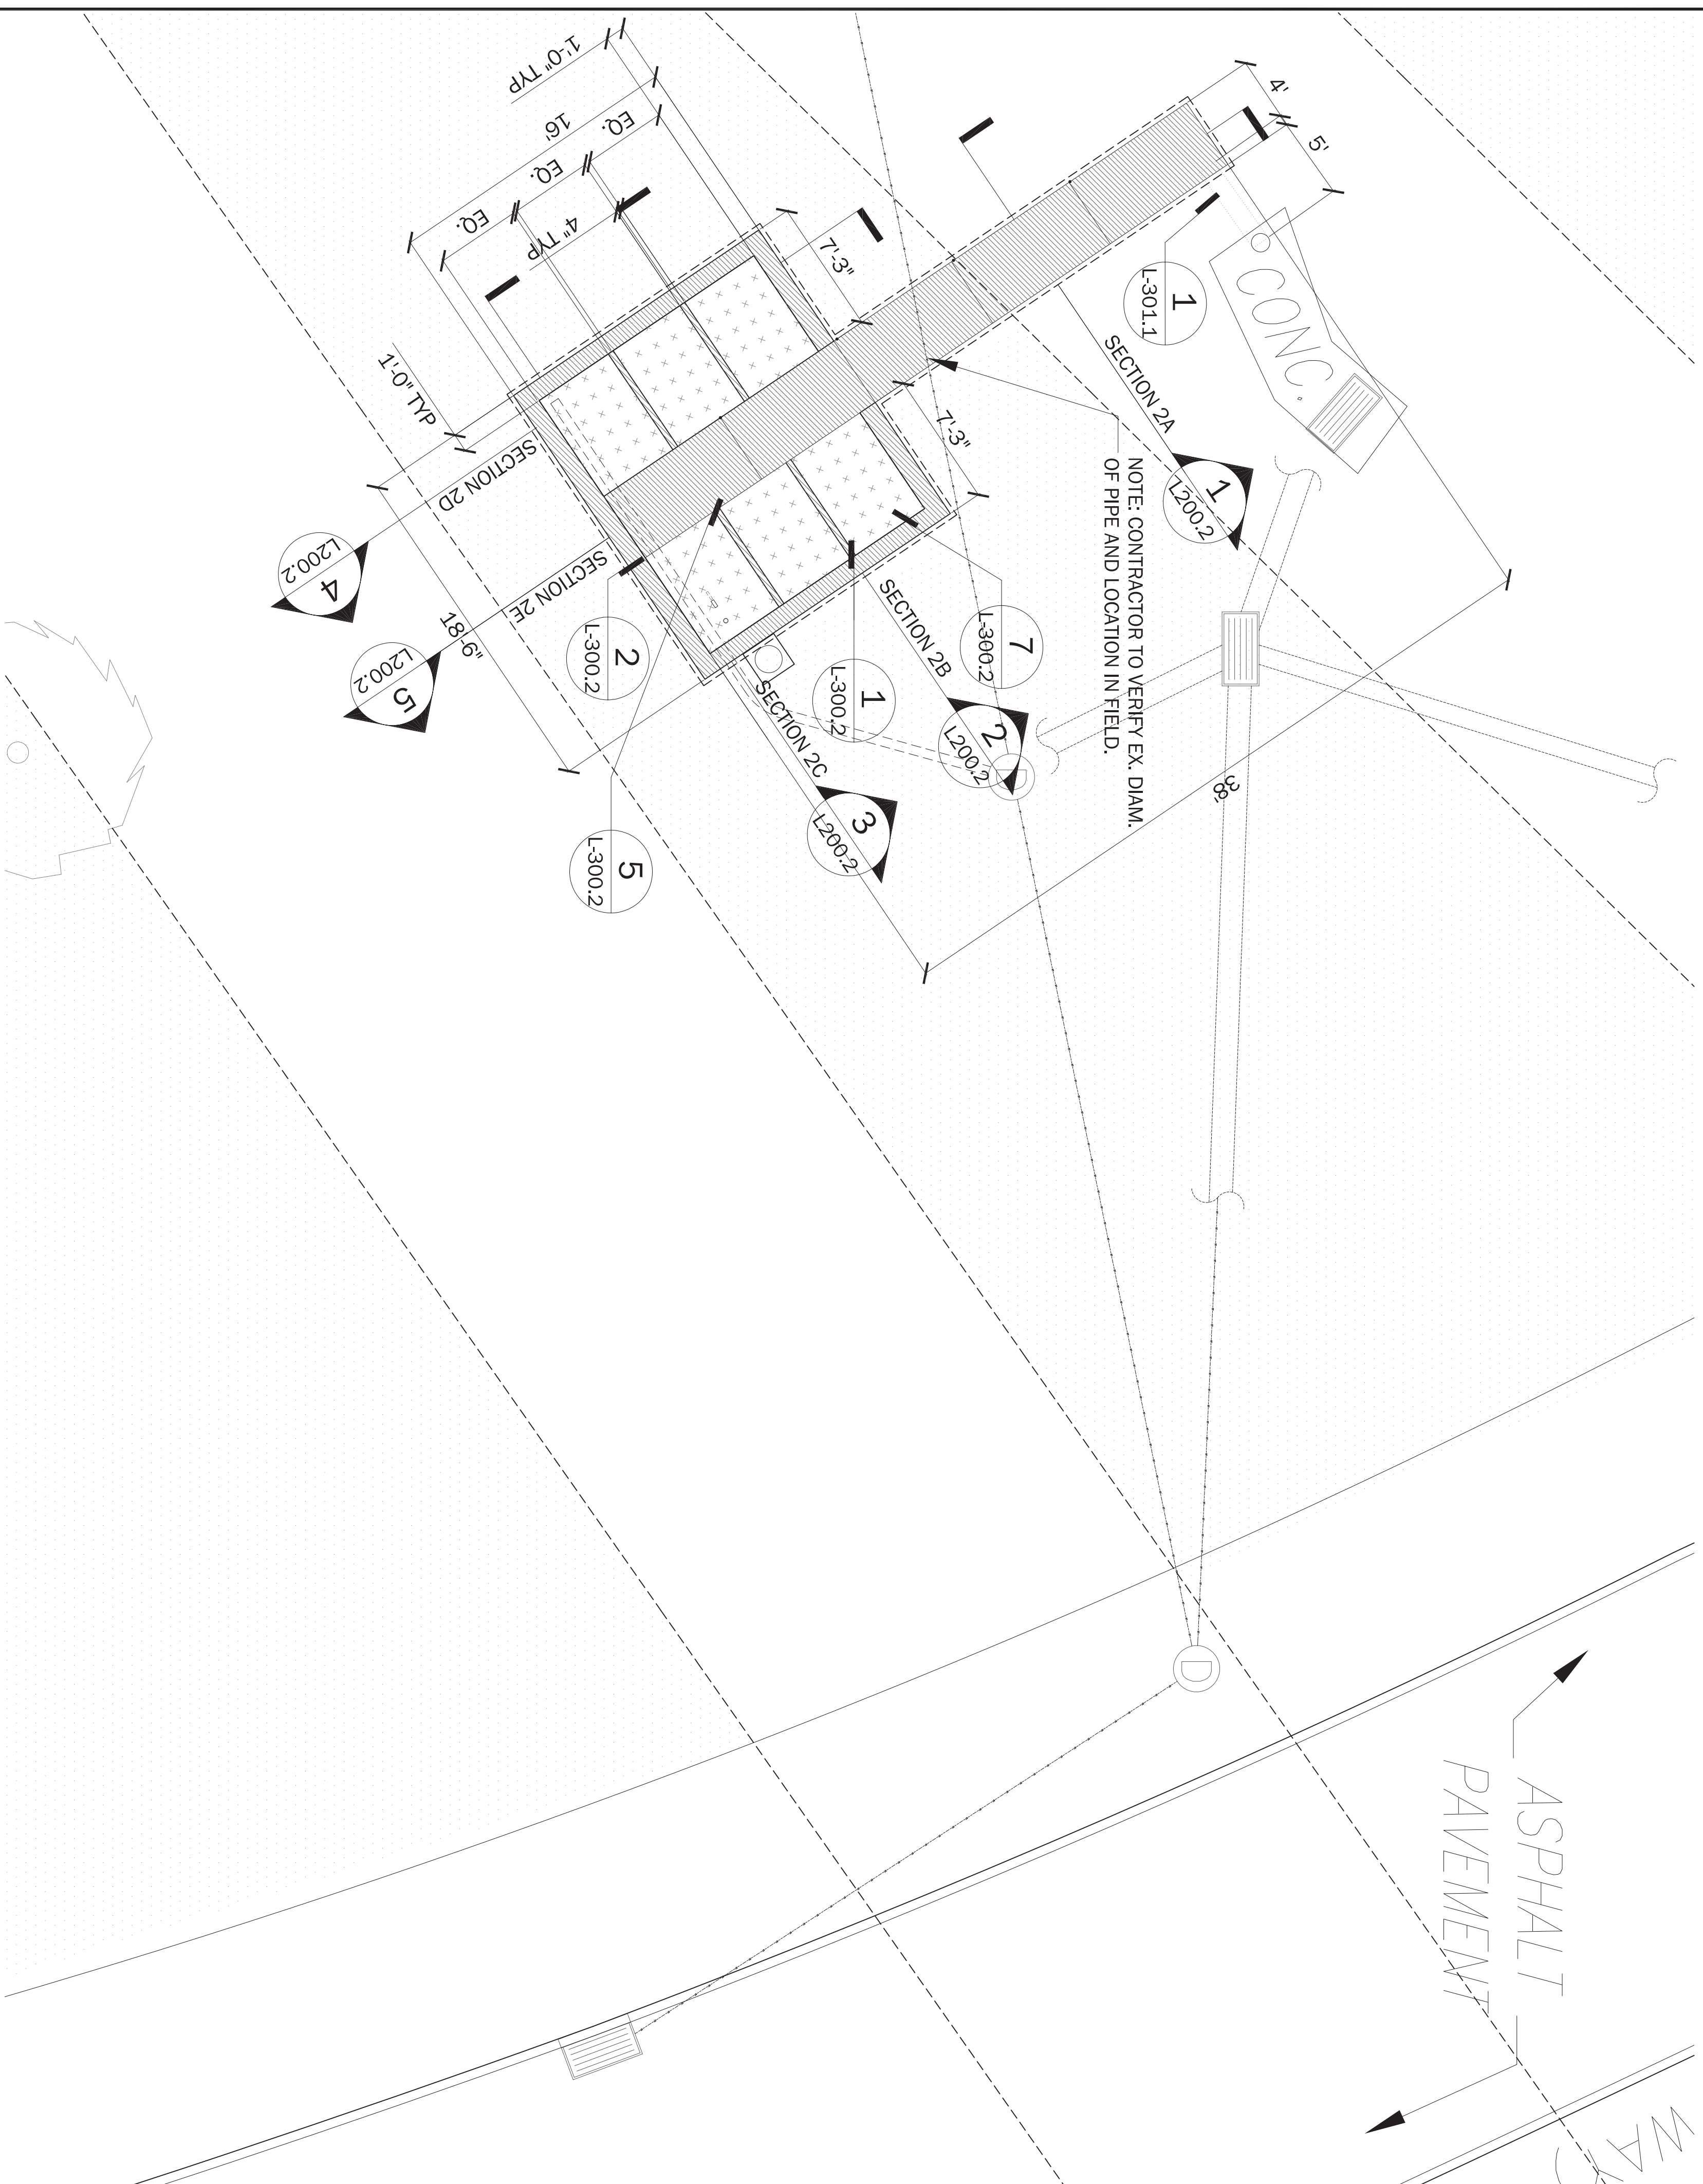 1'-0" TYP
16'
EQ.
EQ.
EQ.
4" TYP
7'-3"
4'
5'
1
L-301.1
CONC.
SECTION 2A
1
L200.2
NOTE: CONTRACTOR TO VERIFY EX. DIAM.
OF PIPE AND LOCATION IN FIELD.
7'-3"
1'-0" TYP
SECTION 2D
4
L200.2
SECTION 2E
5
L200.2
18'-6"
2
L-300.2
5
L-300.2
1
L-300.2
7
L-300.2
SECTION 2B
2
L200.2
SECTION 2C
3
L200.2
D
38'
D
ASPHALT
PAVEMENT